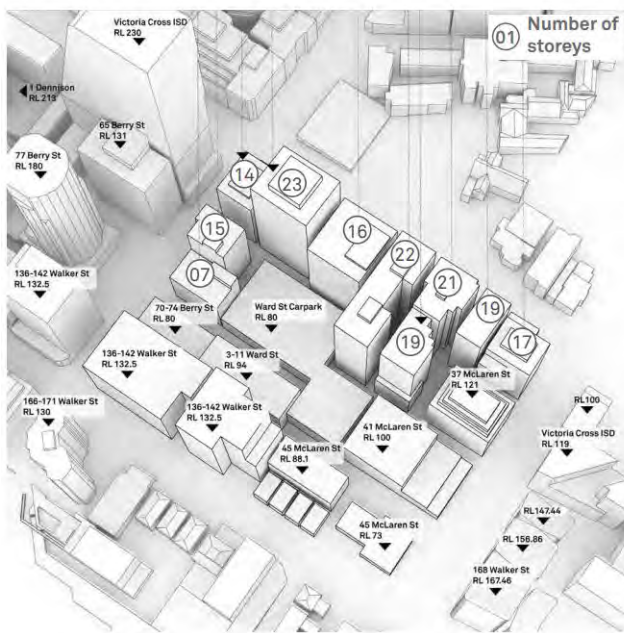 01 Number of
storeys
Victoria Cross ISD
RL 230
1 Dennison
RL 213
65 Berry St
RL 131
77 Berry St
RL 180
14
23
15
16
07
22
21
136-142 Walker St
RL 132.5
70-74 Berry St
RL 80
Ward St Carpark
RL 80
19
19
17
136-142 Walker St
RL 132.5
3-11 Ward St
RL 94
37 McLaren St
RL 121
166-171 Walker St
RL 130
136-142 Walker St
RL 132.5
41 McLaren St
RL 100
RL100
Victoria Cross ISD
RL 119
45 McLaren St
RL 88.1
RL147.44
45 McLaren St
RL 73
RL 156.86
168 Walker St
RL 167.46